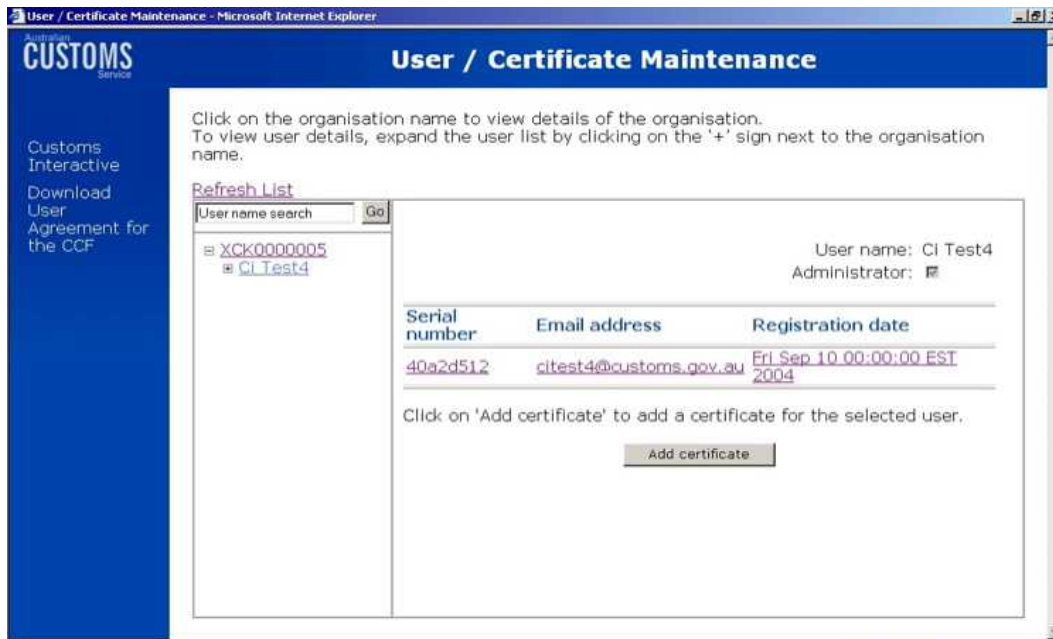 User / Certificate Maintenance - Microsoft Internet Explorer
Australian
CUSTOMS
Service
User / Certificate Maintenance
Customs
Interactive
Download
User
Agreement for
the CCF
Click on the organisation name to view details of the organisation.
To view user details, expand the user list by clicking on the '+' sign next to the organisation
name.
Refresh List
User name search
Go
XCK0000005
Ci Test4
User name: Ci Test4
Administrator:
Serial
number
Email address
Registration date
40a2d512
citest4@customs.gov.au
Fri Sep 10 00:00:00 EST
2004
Click on 'Add certificate' to add a certificate for the selected user.
Add certificate